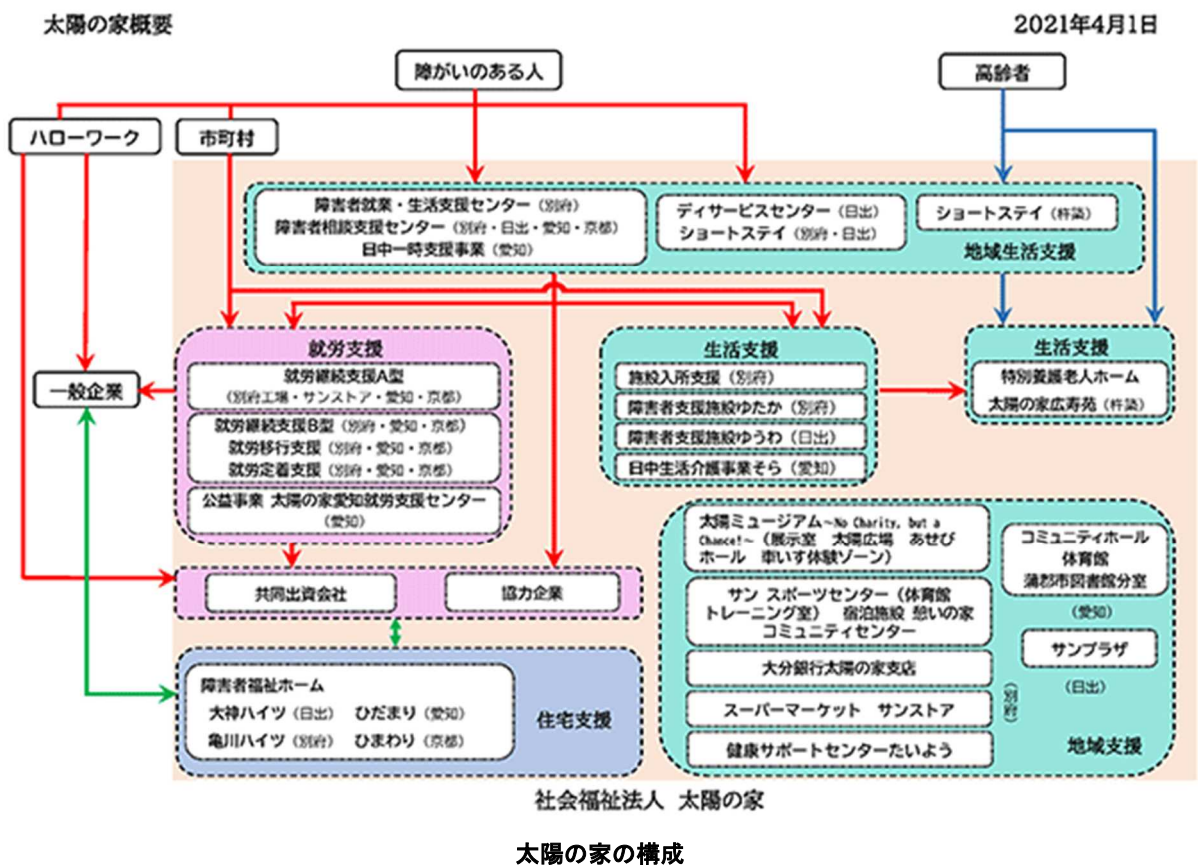 太陽の家概要
2021年4月1日
障がいのある人
高齢者
ハローワーク
市町村
障害者就業・生活支援センター（別府）
障害者相談支援センター（別府・日出・愛知・京都）
日中一時支援事業（愛知）
ディサービスセンター（日出）
ショートステイ（別府・日出）
ショートステイ（杵築）
地域生活支援
就労支援
就労継続支援A型
（別府工場・サンストア・愛知・京都）
就労継続支援B型（別府・愛知・京都）
就労移行支援（別府・愛知・京都）
就労定着支援（別府・愛知・京都）
公益事業 太陽の家愛知就労支援センター
（愛知）
一般企業
生活支援
施設入所支援（別府）
障害者支援施設ゆたか（別府）
障害者支援施設ゆうわ（日出）
日中生活介護事業そら（愛知）
生活支援
特別養護老人ホーム
太陽の家広寿苑（杵築）
共同出資会社
協力企業
障害者福祉ホーム
大神ハイツ（日出） ひだまり（愛知）
亀川ハイツ（別府） ひまわり（京都）
住宅支援
太陽ミュージアム～No Charity, but a
Chance!～（展示室 太陽広場 あせび
ホール 車いす体験ゾーン）
サン スポーツセンター（体育館
トレーニング室） 宿泊施設 憩いの家
コミュニティセンター
大分銀行太陽の家支店
スーパーマーケット サンストア
健康サポートセンターたいよう
（別府）
コミュニティホール
体育館
蒲郡市図書館分室
（愛知）
サンプラザ
（日出）
地域支援
社会福祉法人 太陽の家
太陽の家の構成